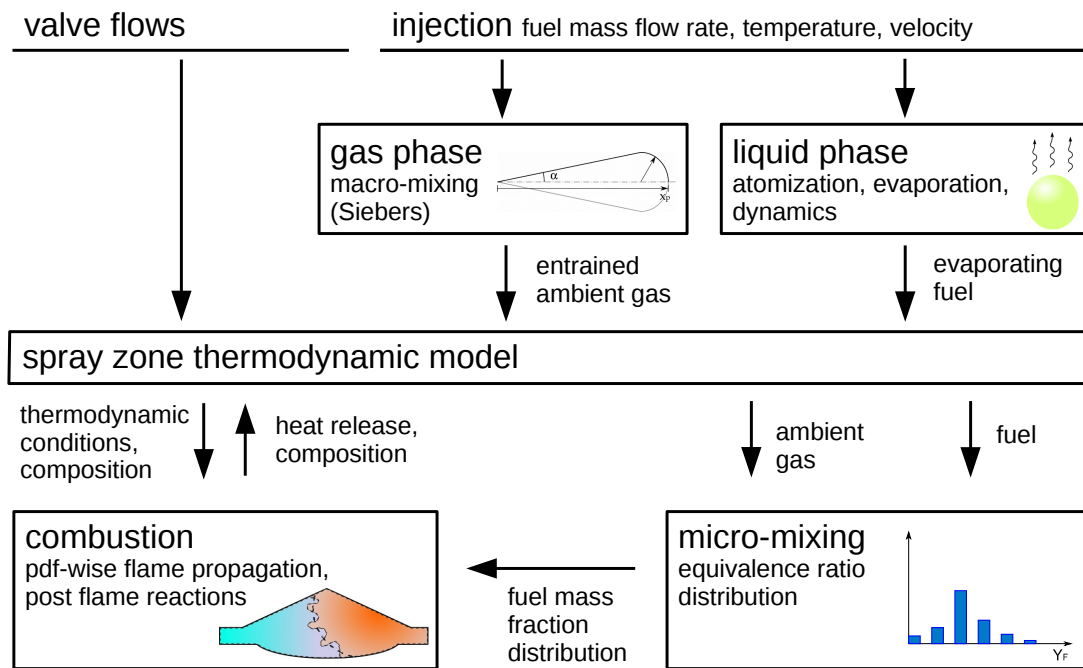 valve flows
injection fuel mass flow rate, temperature, velocity
gas phase
macro-mixing
(Siebers)
α
xp
liquid phase
atomization, evaporation,
dynamics
entrained
ambient gas
evaporating
fuel
spray zone thermodynamic model
thermodynamic
conditions,
composition
heat release,
composition
ambient
gas
fuel
combustion
pdf-wise flame propagation,
post flame reactions
fuel mass
fraction
distribution
micro-mixing
equivalence ratio
distribution
YF